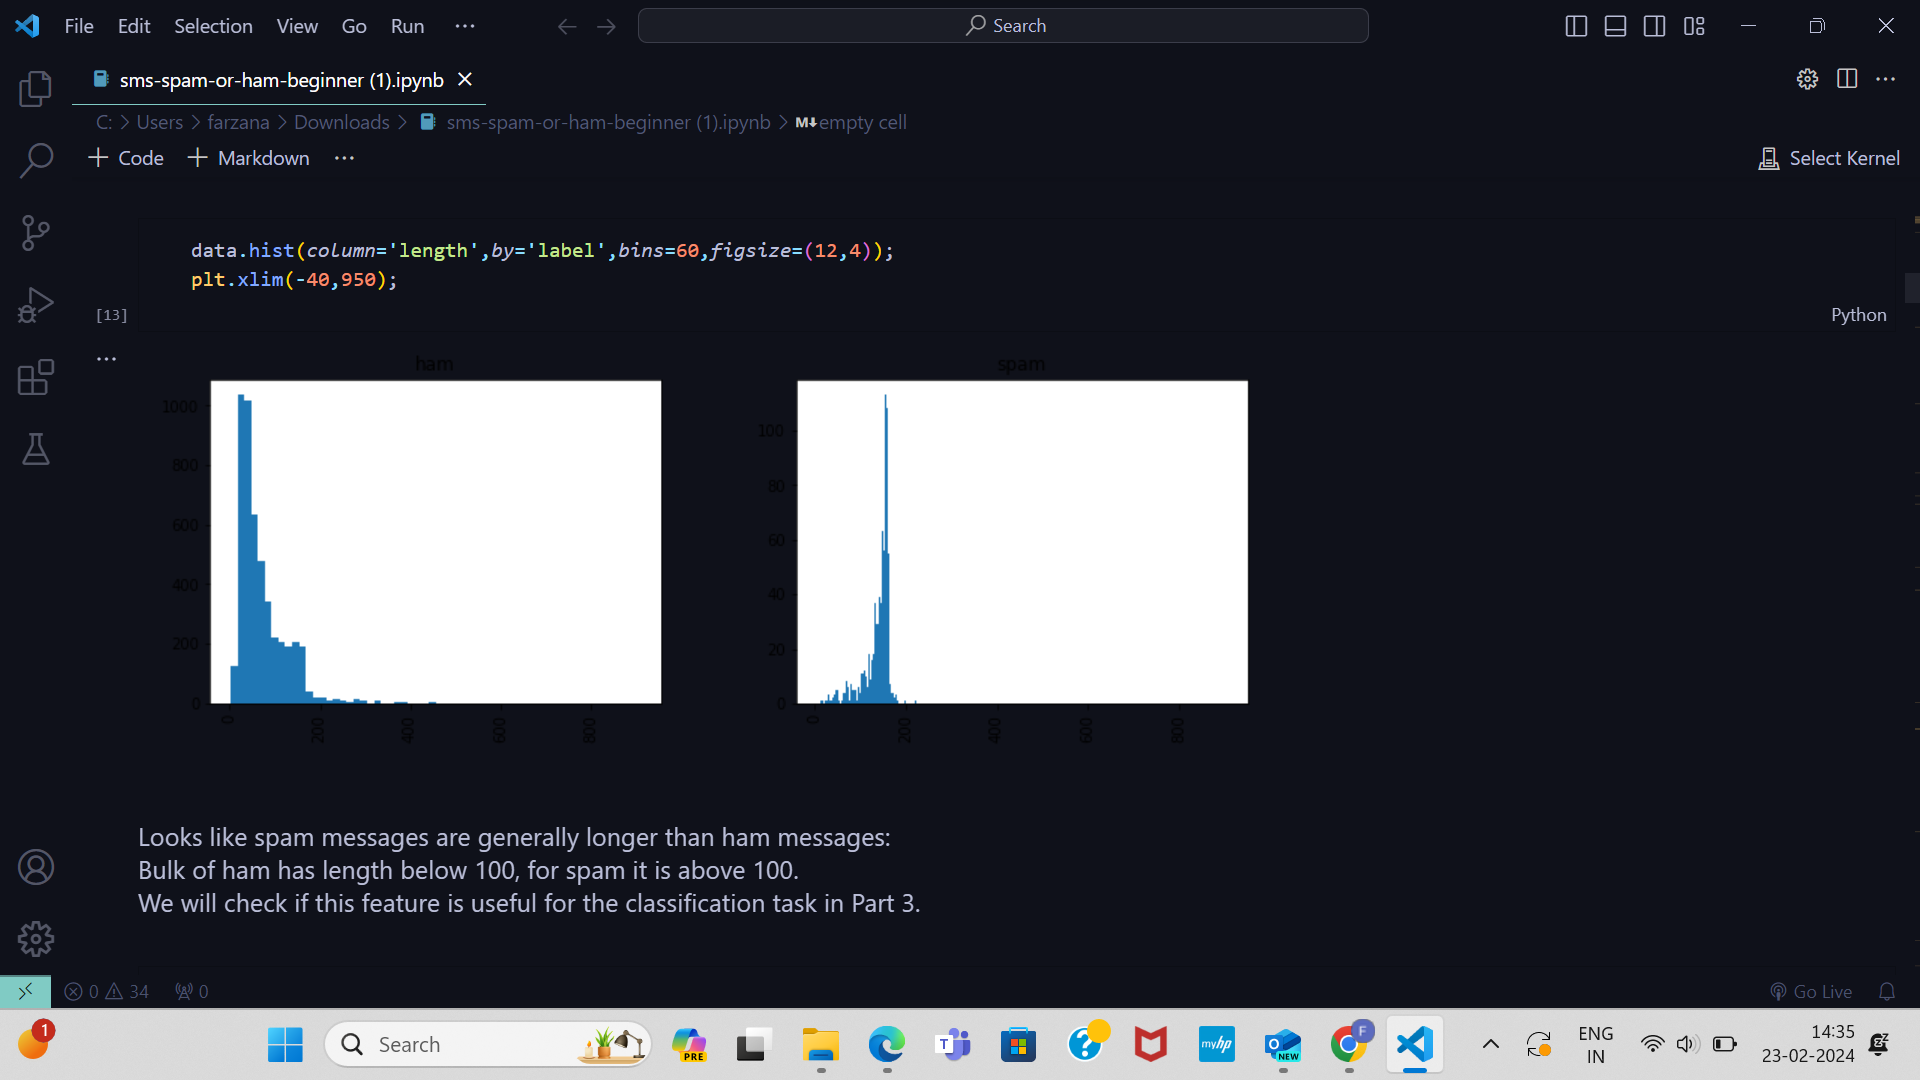 File Edit Selection View Go Run ··· Search
sms-spam-or-ham-beginner (1).ipynb
C: > Users > farzana > Downloads > sms-spam-or-ham-beginner (1).ipynb > M↓ empty cell
+ Code + Markdown ··· Select Kernel
data.hist(column='length',by='label',bins=60,figsize=(12,4));
plt.xlim(-40,950);
[13] Python
ham
1000
800
600
400
200
0
0 200 400 600 800
spam
100
80
60
40
20
0
0 200 400 600 800
Looks like spam messages are generally longer than ham messages:
Bulk of ham has length below 100, for spam it is above 100.
We will check if this feature is useful for the classification task in Part 3.
0 34 0 Go Live
1
Search
PRE
T
myhp
O
NEW
F
ENG
IN
14:35
23-02-2024